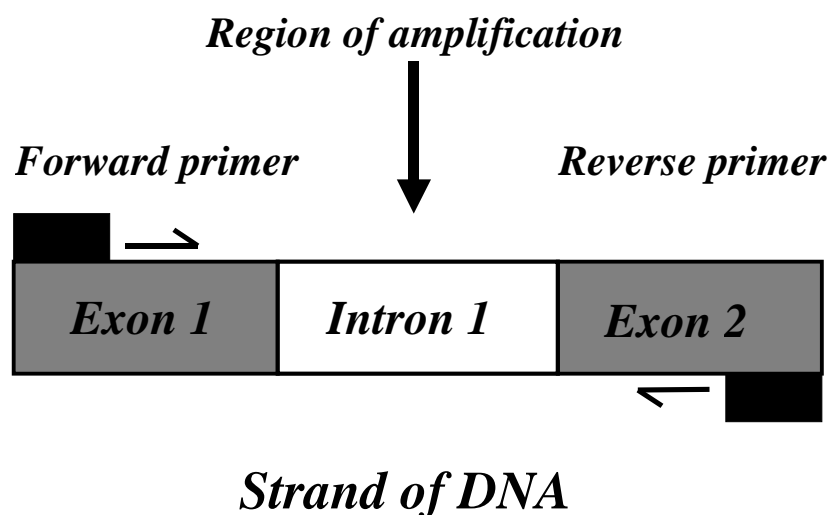 Region of amplification
Forward primer
Reverse primer
Exon 1
Intron 1
Exon 2
Strand of DNA